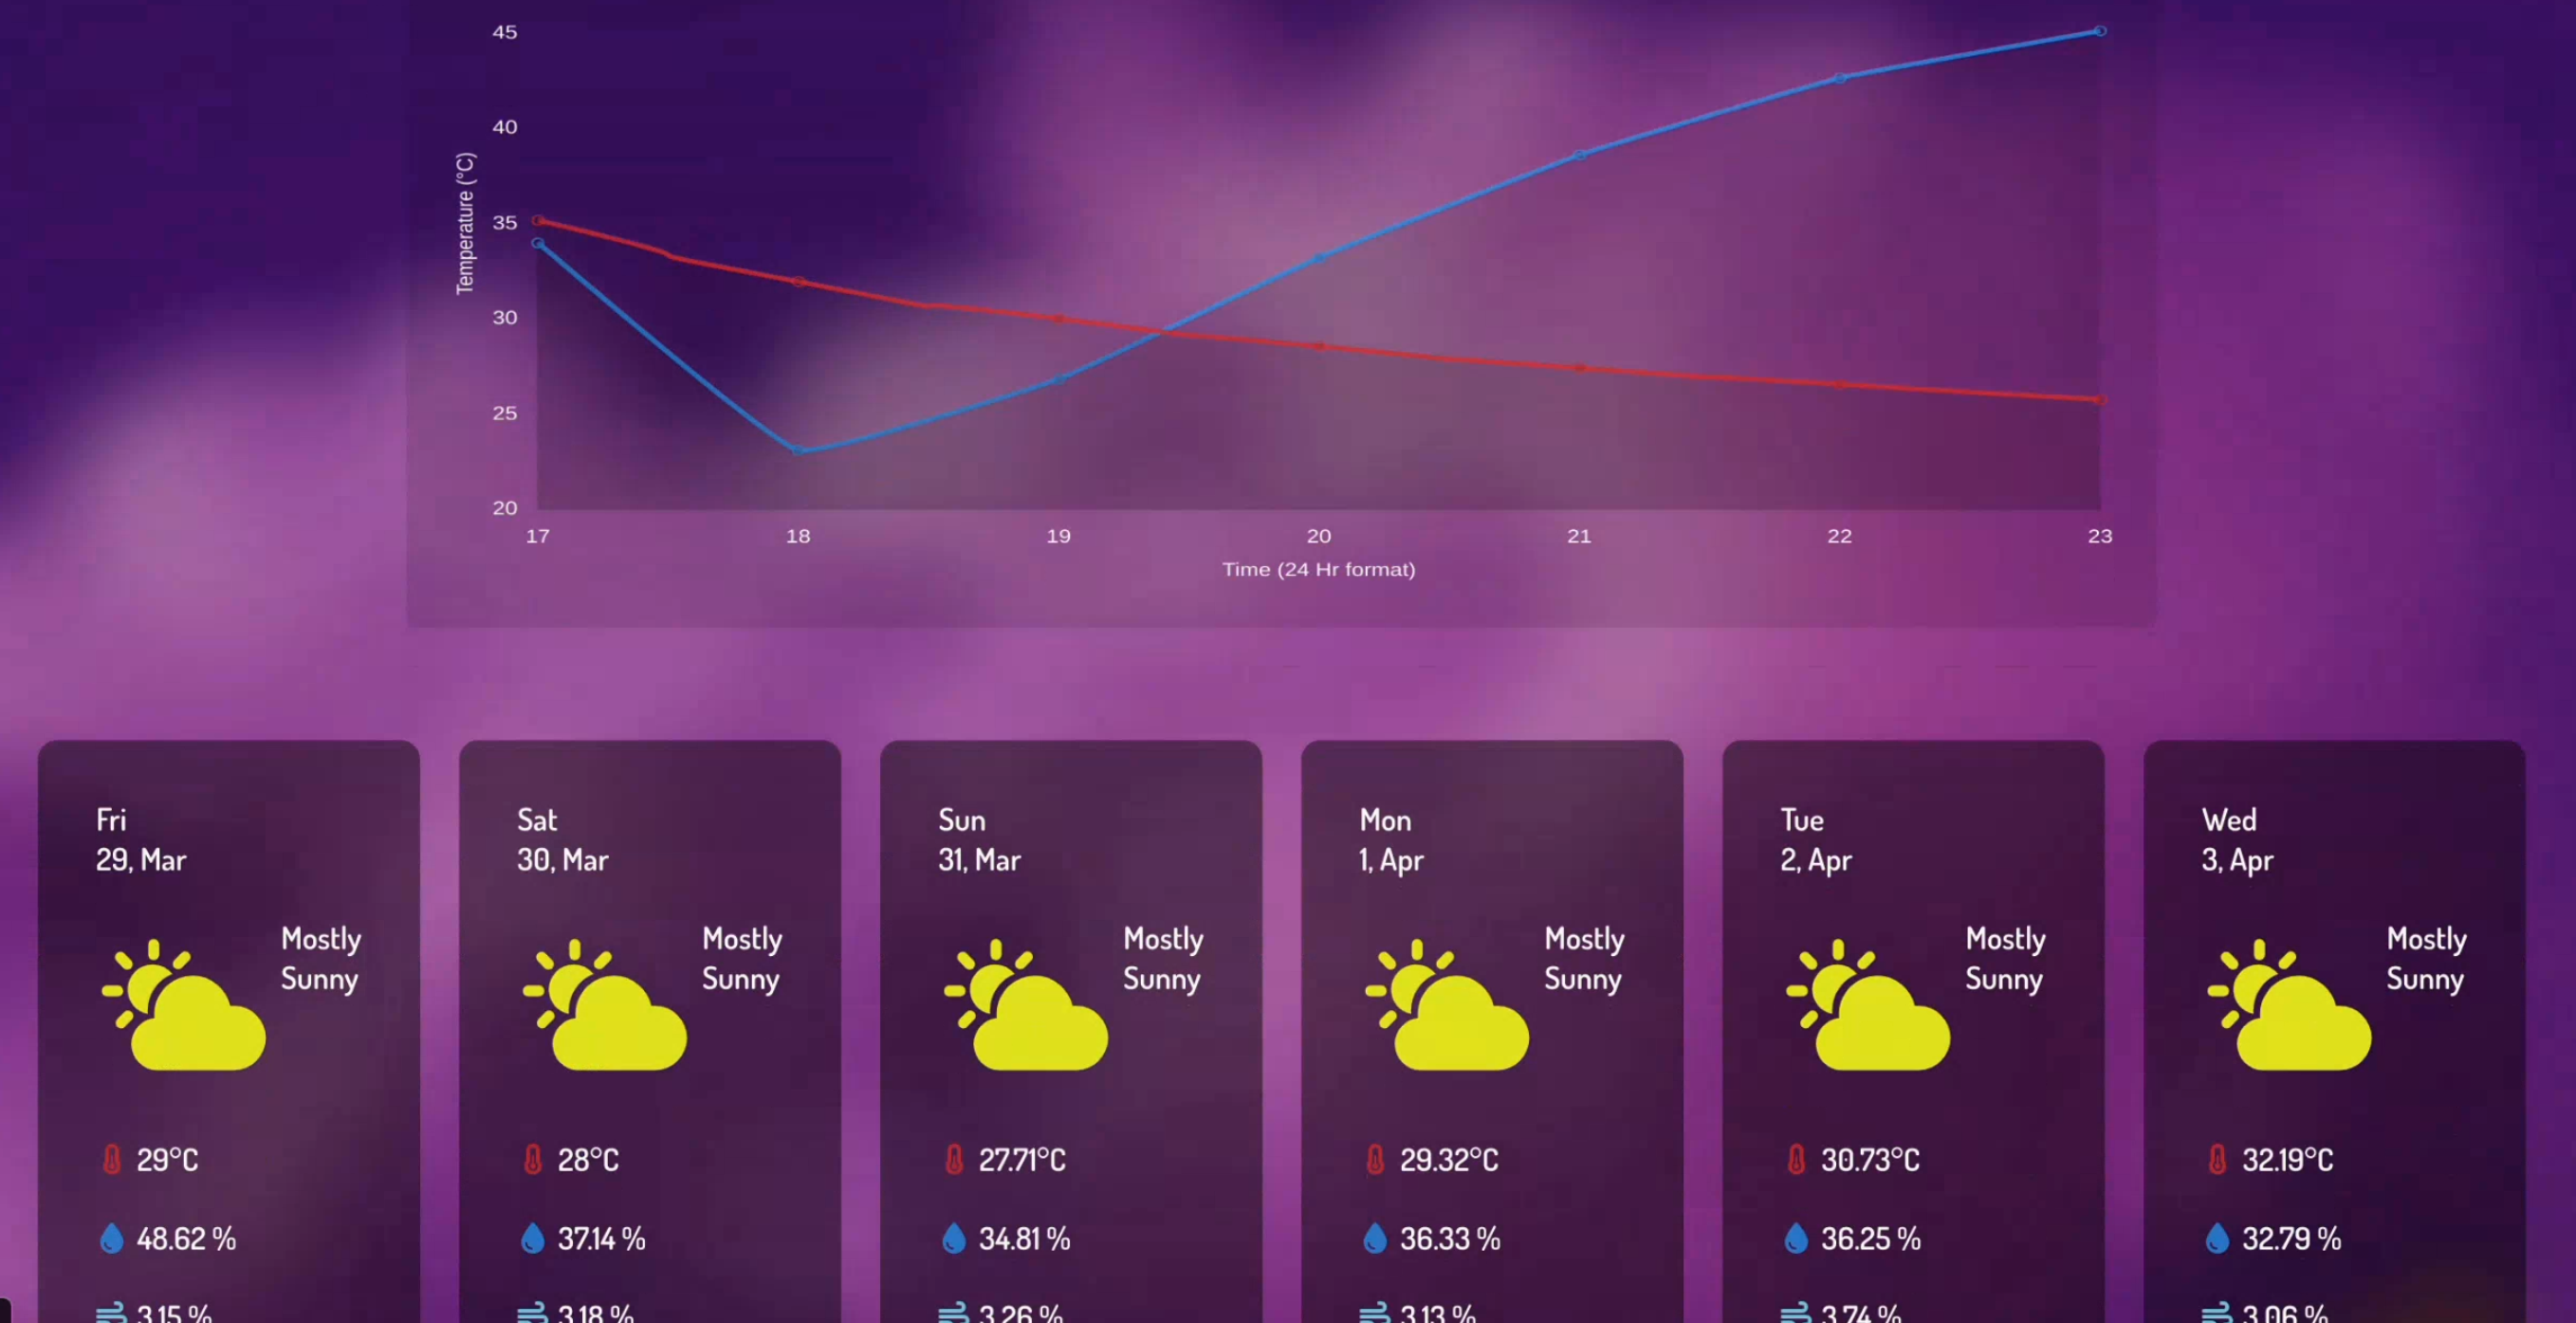 45
40
35
30
25
20
Temperature (°C)
17 18 19 20 21 22 23
Time (24 Hr format)
Fri
29, Mar
Mostly
Sunny
29°C
48.62 %
3.15 %
Sat
30, Mar
Mostly
Sunny
28°C
37.14 %
3.18 %
Sun
31, Mar
Mostly
Sunny
27.71°C
34.81 %
3.26 %
Mon
1, Apr
Mostly
Sunny
29.32°C
36.33 %
3.13 %
Tue
2, Apr
Mostly
Sunny
30.73°C
36.25 %
3.74 %
Wed
3, Apr
Mostly
Sunny
32.19°C
32.79 %
3.06 %